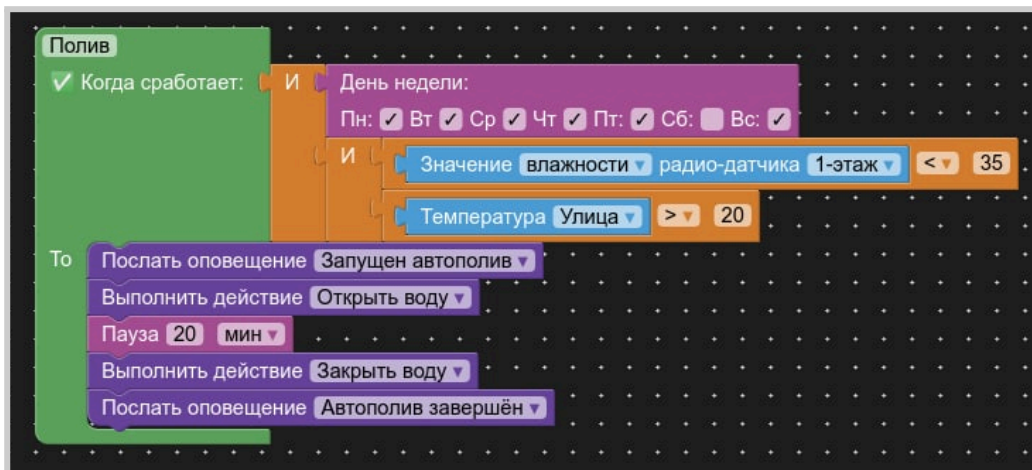 Полив
Когда сработает: И День недели:
Пн: Вт Ср Чт Пт: Сб: Вс:
И Значение влажности радио-датчика 1-этаж < 35
Температура Улица > 20
То Послать оповещение Запущен автополив
Выполнить действие Открыть воду
Пауза 20 мин
Выполнить действие Закрыть воду
Послать оповещение Автополив завершён